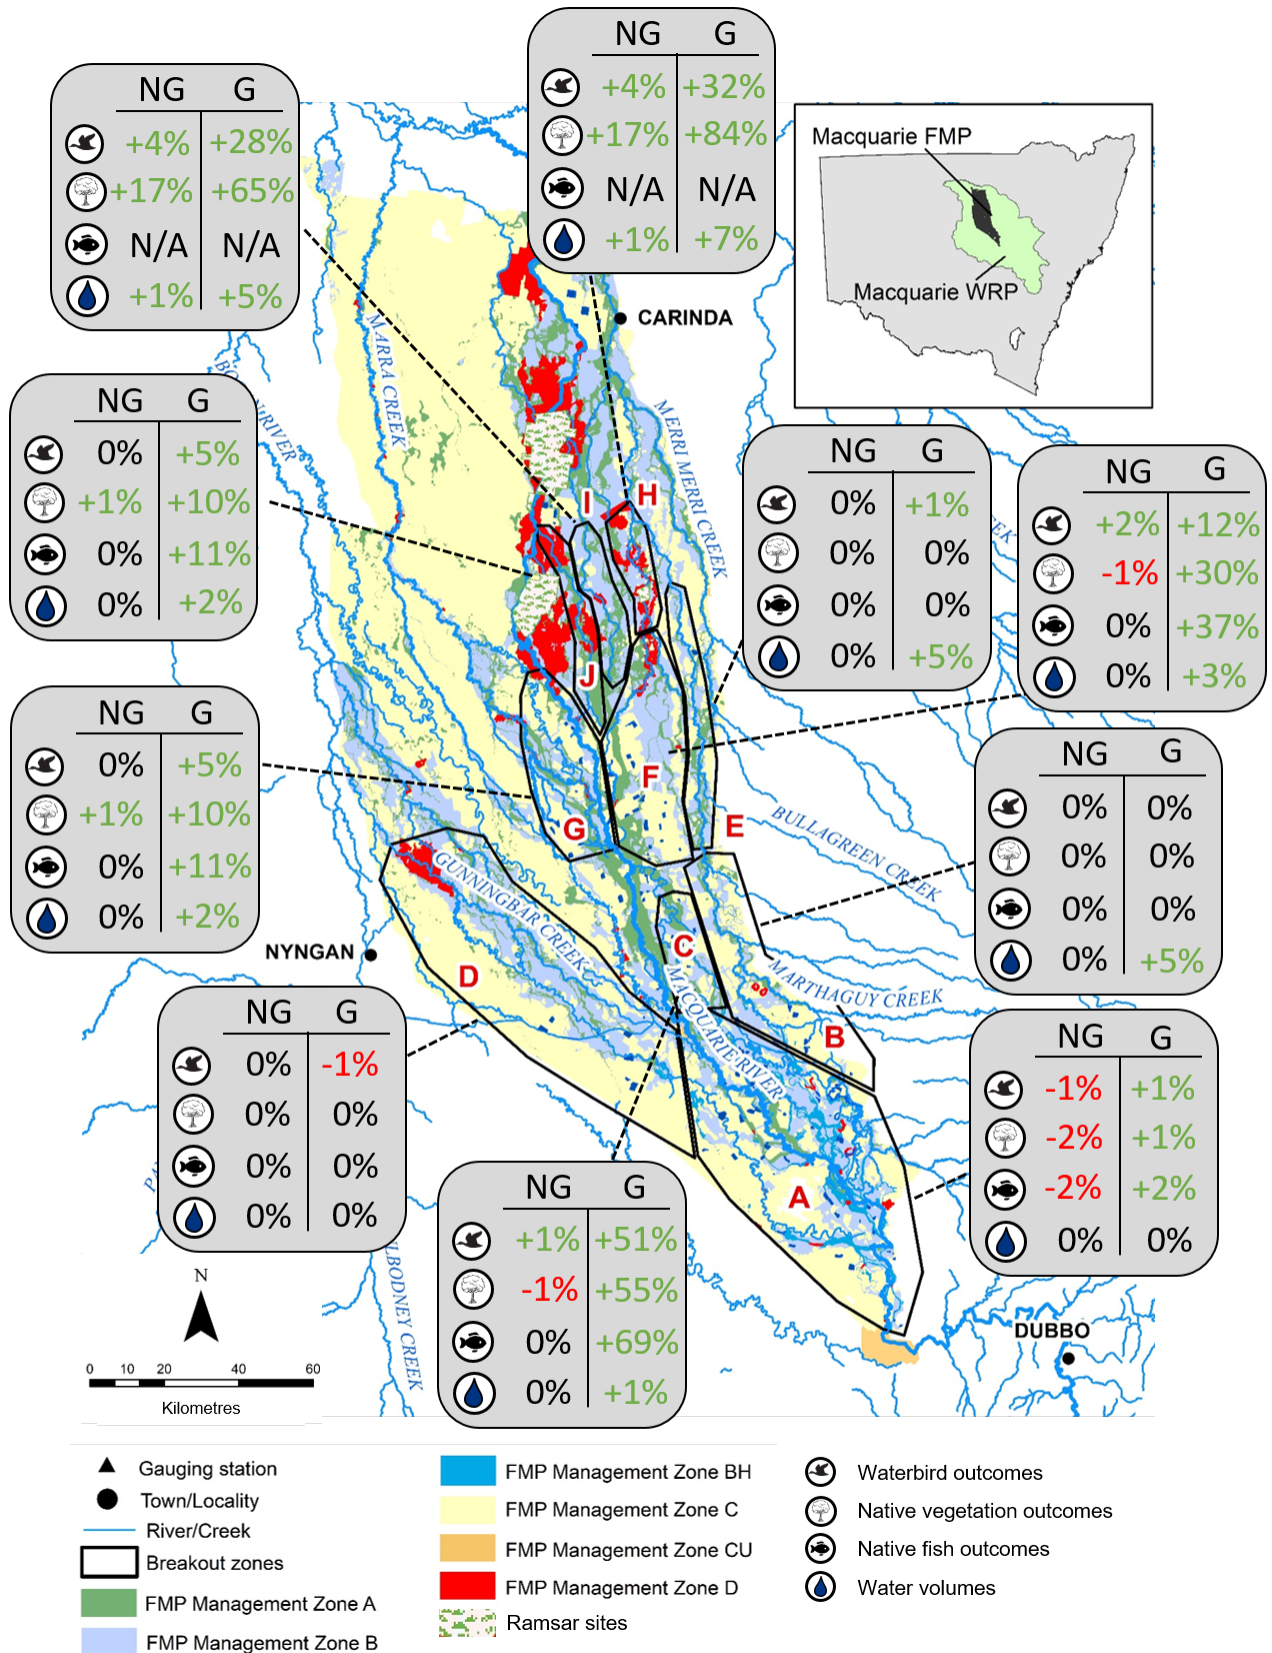 NG G
+4% +32%
+17% +84%
N/A N/A
+1% +7%
NG G
+4% +28%
+17% +65%
N/A N/A
+1% +5%
Macquarie FMP
Macquarie WRP
CARINDA
MARRA CREEK
RIVER
MERRI MERRI CREEK
NG G
0% +5%
+1% +10%
0% +11%
0% +2%
NG G
0% +1%
0% 0%
0% 0%
0% +5%
NG G
+2% +12%
-1% +30%
0% +37%
0% +3%
I
H
J
F
G
E
NG G
0% +5%
+1% +10%
0% +11%
0% +2%
NG G
0% 0%
0% 0%
0% 0%
0% +5%
BULLAGREEN CREEK
GUNNINGBAR CREEK
NYNGAN
D
C
MACQUARIE RIVER
MARTHAGUY CREEK
B
A
NG G
0% -1%
0% 0%
0% 0%
0% 0%
NG G
-1% +1%
-2% +1%
-2% +2%
0% 0%
NG G
+1% +51%
-1% +55%
0% +69%
0% +1%
LBODNEY CREEK
DUBBO
N
0 10 20 40 60
Kilometres
Gauging station
Town/Locality
River/Creek
Breakout zones
FMP Management Zone A
FMP Management Zone B
FMP Management Zone BH
FMP Management Zone C
FMP Management Zone CU
FMP Management Zone D
Ramsar sites
Waterbird outcomes
Native vegetation outcomes
Native fish outcomes
Water volumes